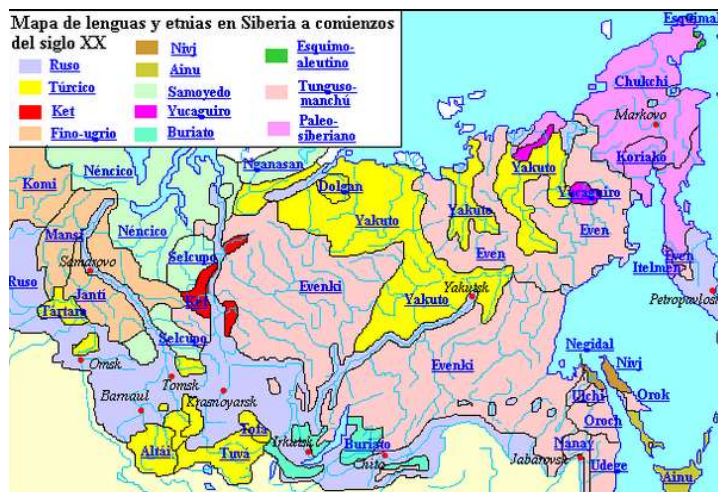 Mapa de lenguas y etnias en Siberia a comienzos
del siglo XX
Ruso
Túrcico
Ket
Fino-ugrio
Nivj
Ainu
Samoyedo
Yucaguiro
Buriato
Esquimo-
aleutino
Tunguso-
manchú
Paleo-
siberiano
Esquimal
Chukchi
Markovo
Koriako
Nganasan
Néncico
Komi
Dolgan
Yakuto
Yakuto
Yakuto
Yucaguiro
Mansi
Néncico
Even
Even
Even
Itelmen
Selcupo
Samarovo
Ruso
Janti
Ket
Evenki
Yakuto
Yakutsk
Petropavlosk
Tártaro
Selcupo
Omsk
Tomsk
Evenki
Negidal
Nivj
Barnaul
Krasnoyarsk
Ulchi
Orok
Oroch
Tofa
Irkutsk
Buriato
Altái
Tuvá
Chita
Nanay
Jabárovsk
Udege
Ainu